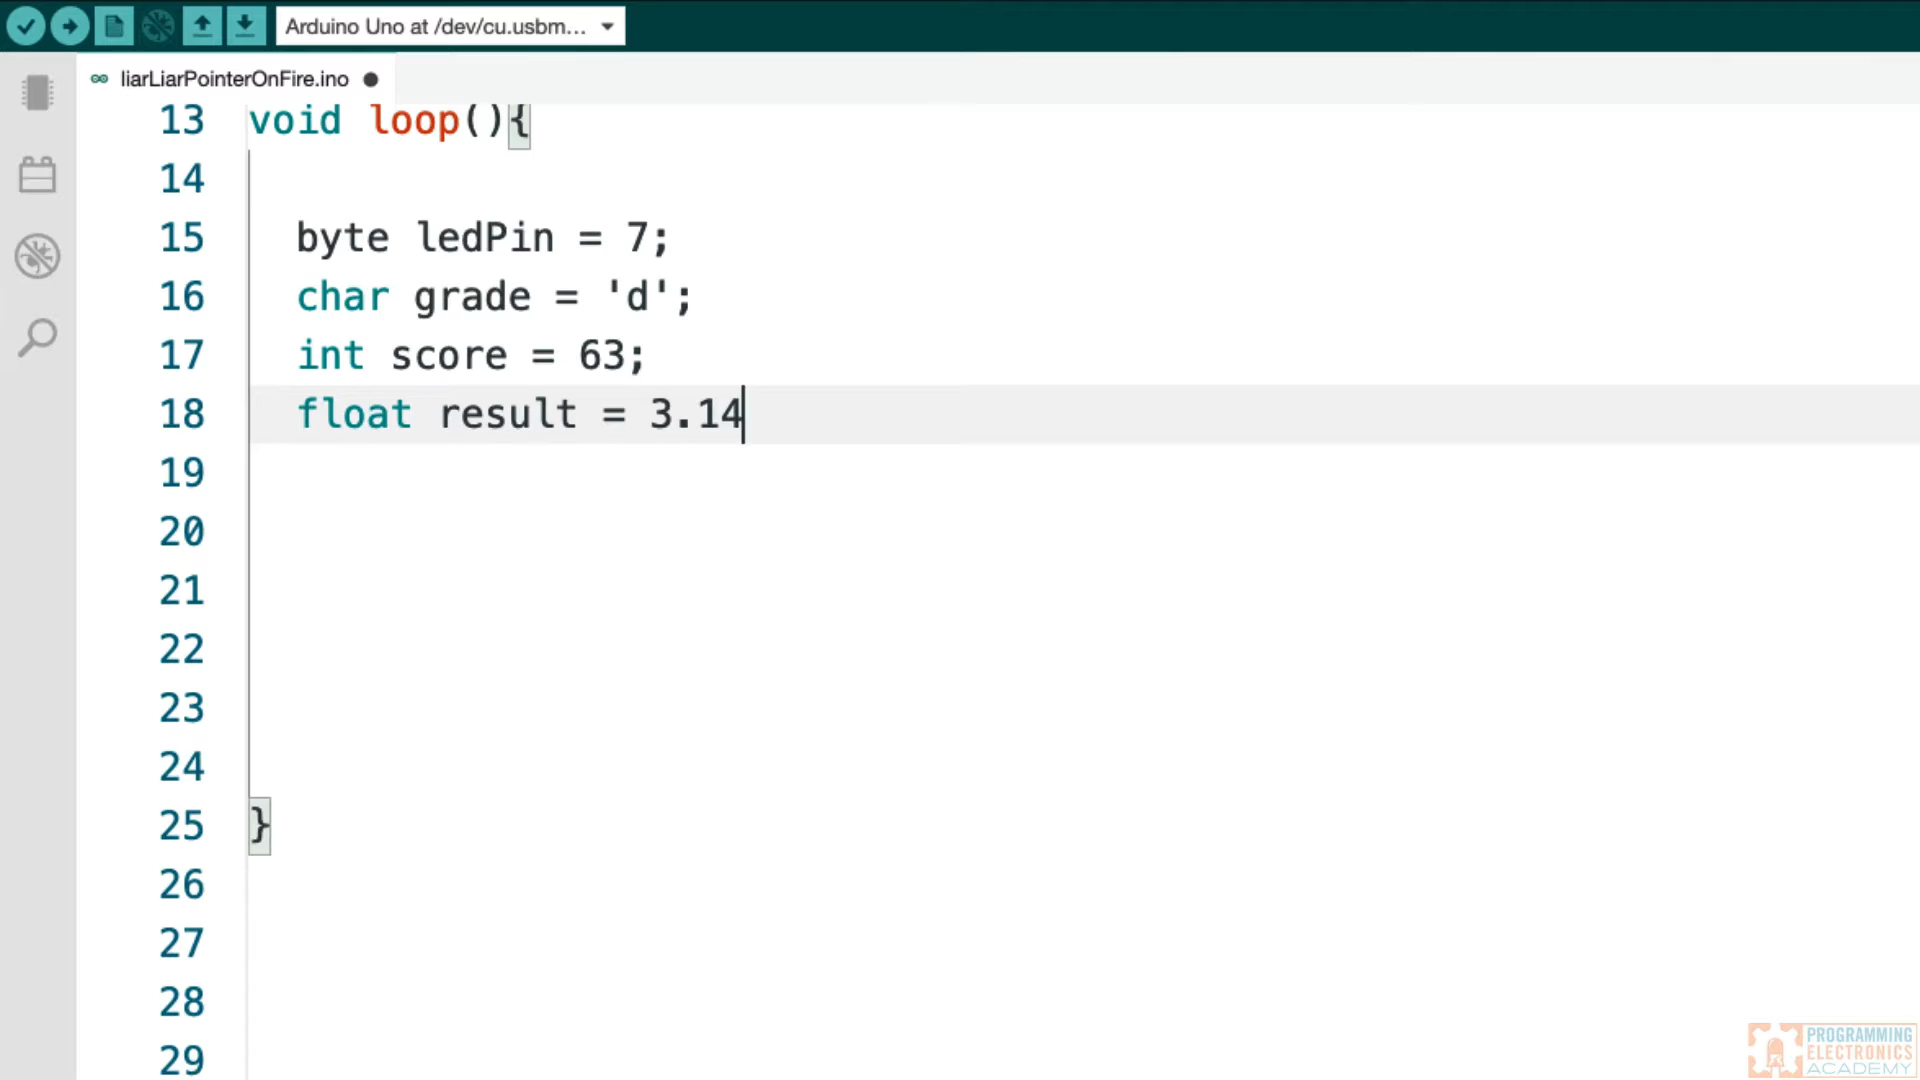 Arduino Uno at /dev/cu.usbm...
liarLiarPointerOnFire.ino
13 void loop(){
14
15 byte ledPin = 7;
16 char grade = 'd';
17 int score = 63;
18 float result = 3.14
19
20
21
22
23
24
25 }
26
27
28
29
PROGRAMMING
ELECTRONICS
ACADEMY